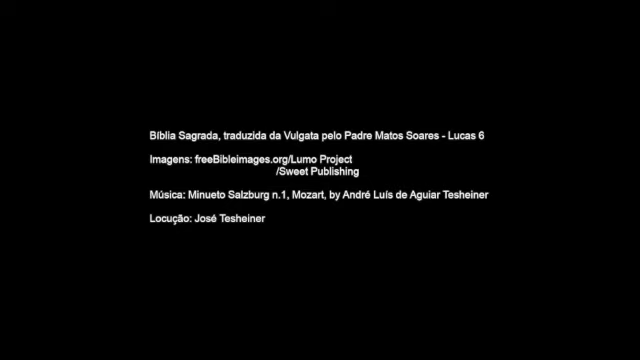 Bíblia Sagrada, traduzida da Vulgata pelo Padre Matos Soares - Lucas 6
Imagens: freeBibleimages.org/Lumo Project
/Sweet Publishing
Música: Minueto Salzburg n.1, Mozart, by André Luís de Aguiar Tesheiner
Locução: José Tesheiner